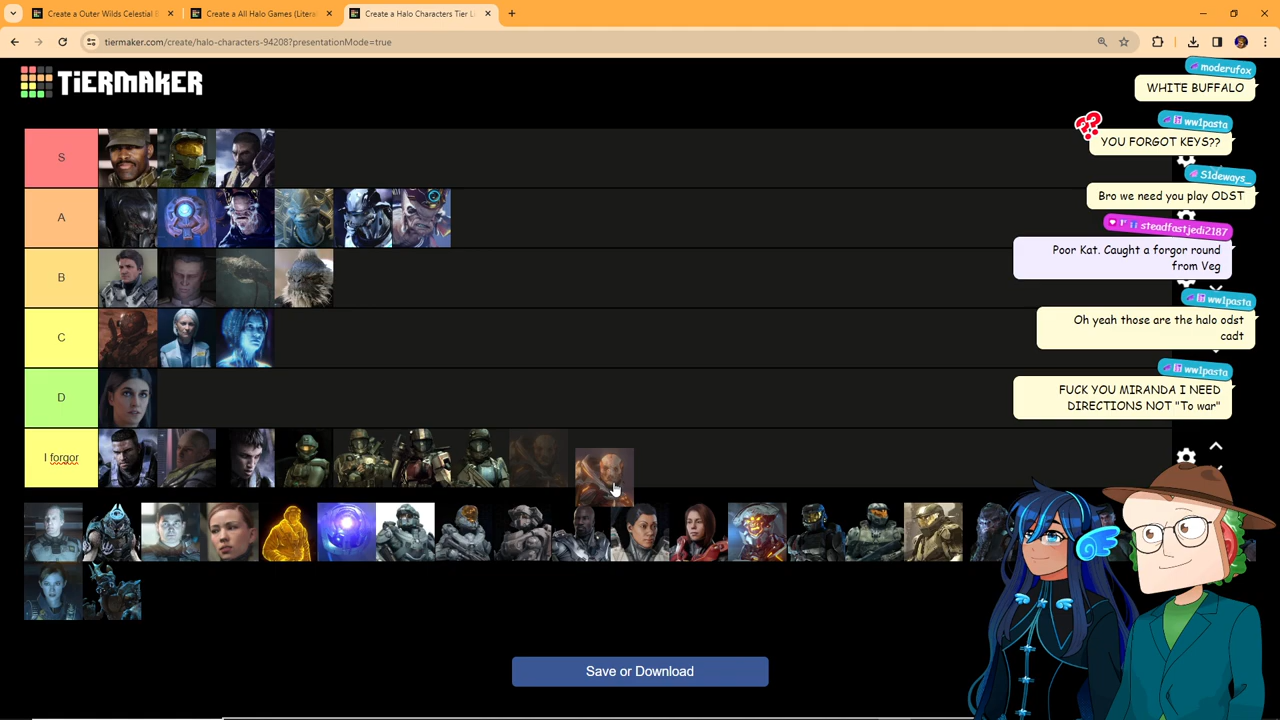 Create a Outer Wilds Celestial B
Create a All Halo Games (Litera
Create a Halo Characters Tier L
tiermaker.com/create/halo-characters-94208?presentationMode=true
TiERMAKER
moderufox
WHITE BUFFALO
ww1pasta
YOU FORGOT KEYS??
S1deways_
Bro we need you play ODST
steadfastjedi2187
Poor Kat. Caught a forgor round
from Veg
ww1pasta
Oh yeah those are the halo odst
cadt
ww1pasta
FUCK YOU MIRANDA I NEED
DIRECTIONS NOT "To war"
S
A
B
C
D
I forgor
Save or Download